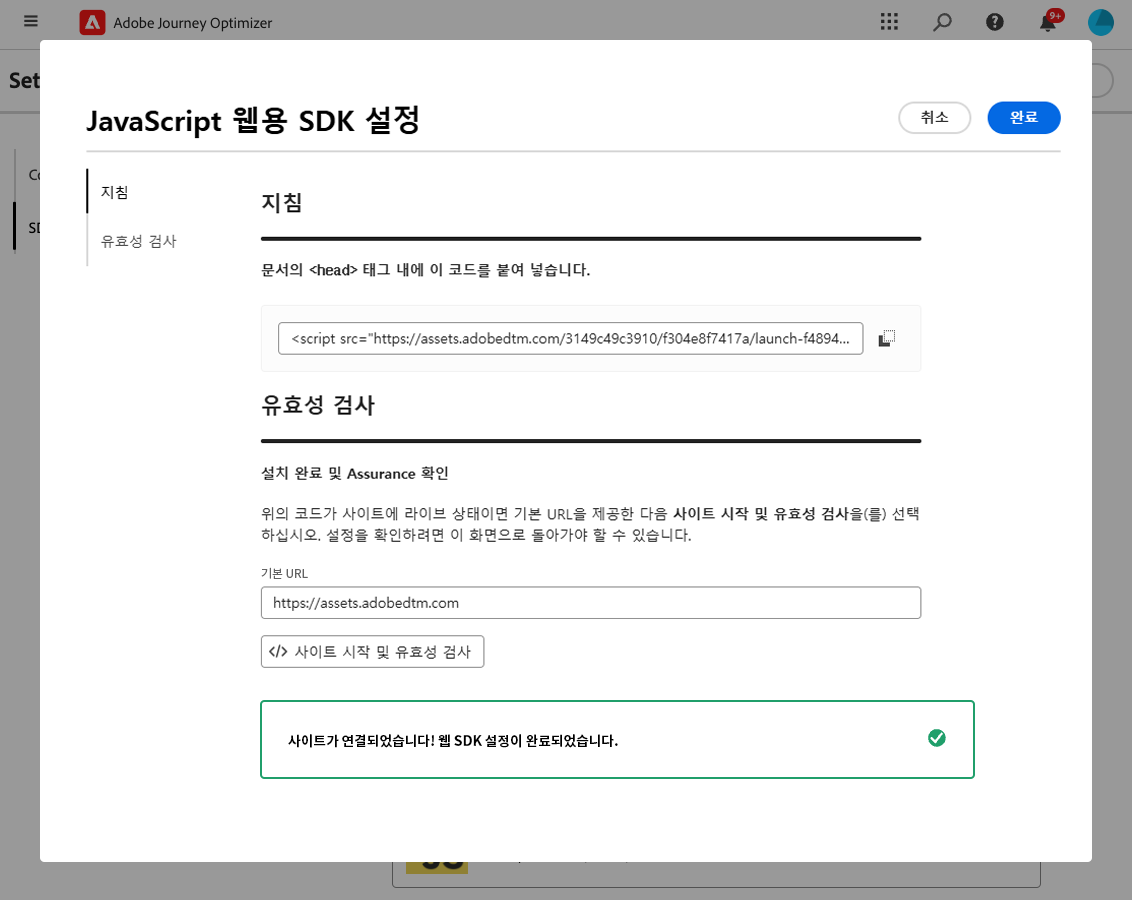 Adobe Journey Optimizer
9+
Set
JavaScript 웹용 SDK 설정
취소
완료
지침
유효성 검사
지침
문서의 <head> 태그 내에 이 코드를 붙여 넣습니다.
<script src="https://assets.adobedtm.com/3149c49c3910/f304e8f7417a/launch-f4894...
유효성 검사
설치 완료 및 Assurance 확인
위의 코드가 사이트에 라이브 상태이면 기본 URL을 제공한 다음 사이트 시작 및 유효성 검사을(를) 선택
하십시오. 설정을 확인하려면 이 화면으로 돌아가야 할 수 있습니다.
기본 URL
https://assets.adobedtm.com
</> 사이트 시작 및 유효성 검사
사이트가 연결되었습니다! 웹 SDK 설정이 완료되었습니다.